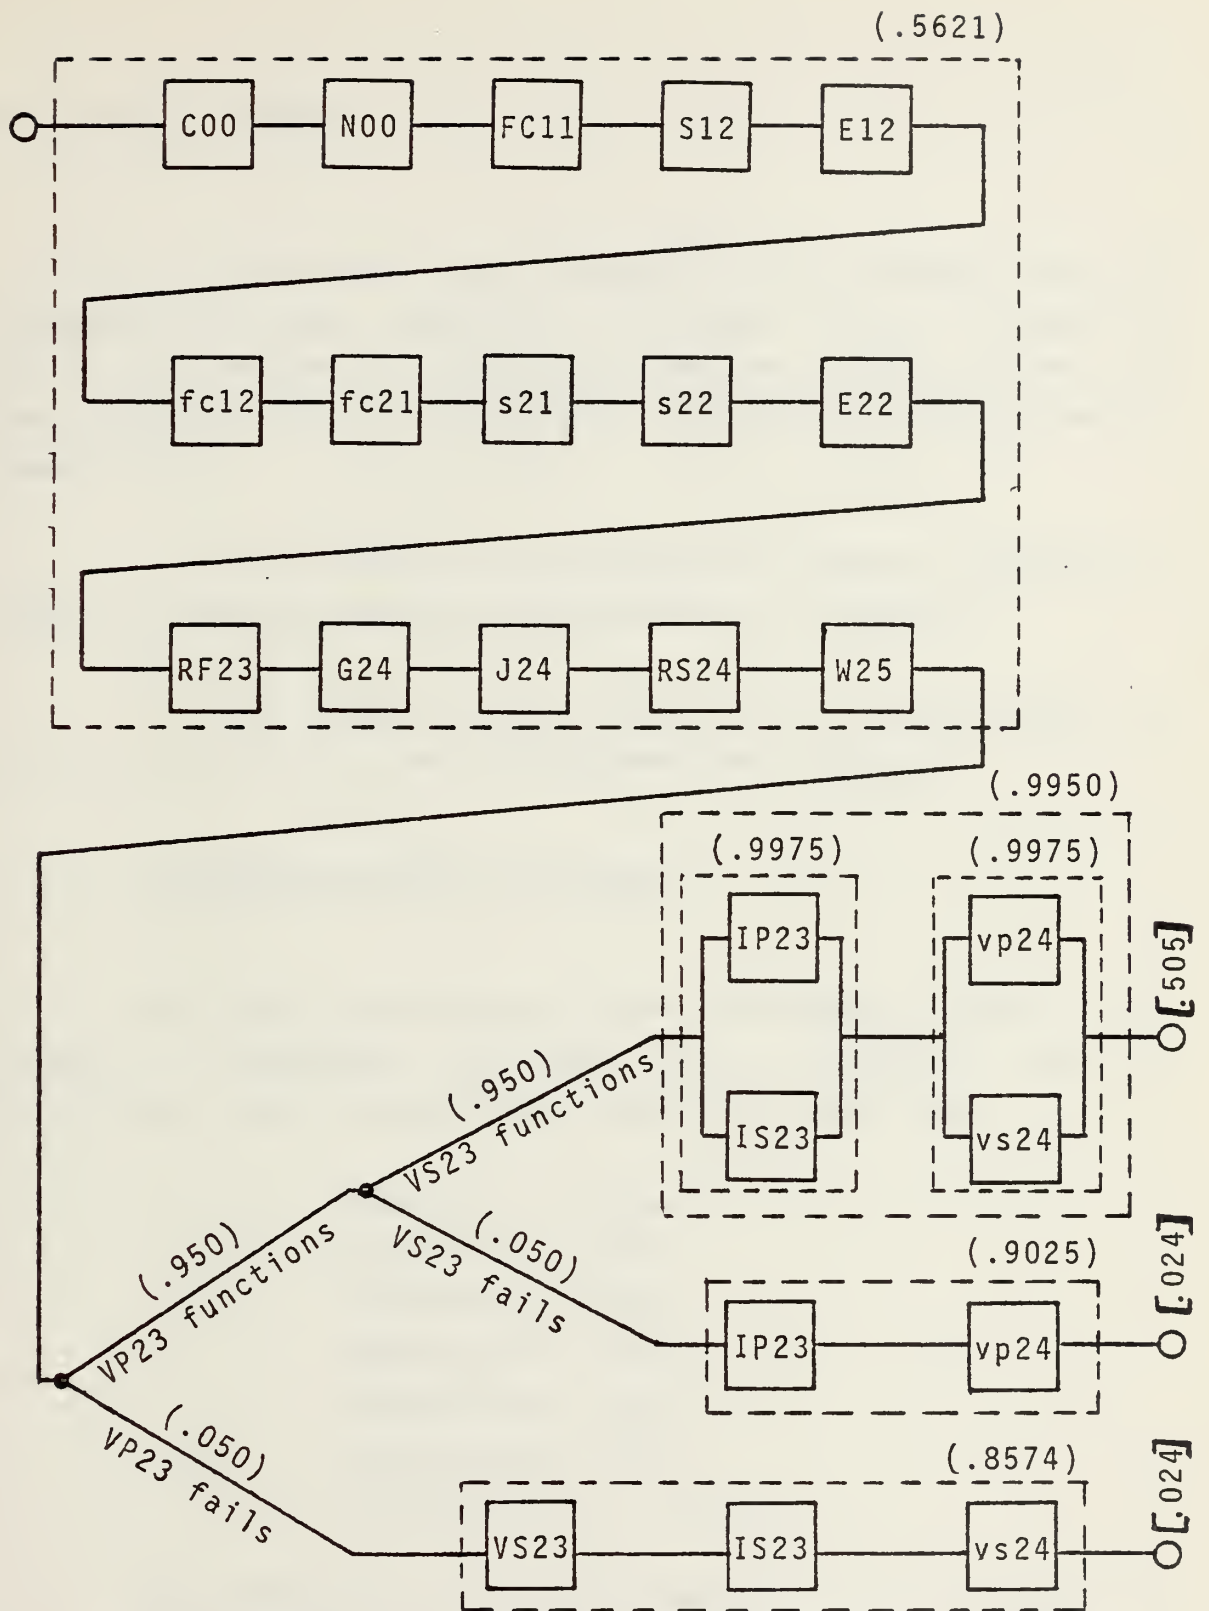 (.5621)
C00 N00 FC11 S12 E12
fc12 fc21 s21 s22 E22
RF23 G24 J24 RS24 W25
(.9950)
(.9975) (.9975)
IP23 vp24
[.505]
IS23 vs24
(.950)
VS23 functions
(.950)
VP23 functions
(.050)
VS23 fails
(.9025)
IP23 vp24
[.024]
(.050)
VP23 fails
(.8574)
VS23 IS23 vs24
[.024]